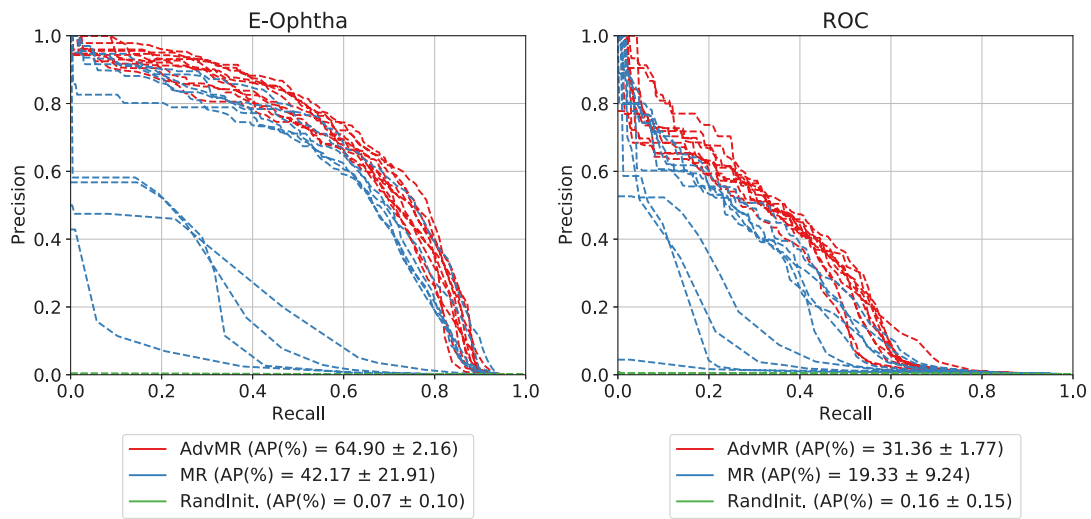 E-Ophtha
1.0
0.8
0.6
0.4
0.2
0.0
Precision
0.0 0.2 0.4 0.6 0.8 1.0
Recall
AdvMR (AP(%) = 64.90 ± 2.16)
MR (AP(%) = 42.17 ± 21.91)
RandInit. (AP(%) = 0.07 ± 0.10)
ROC
1.0
0.8
0.6
0.4
0.2
0.0
Precision
0.0 0.2 0.4 0.6 0.8 1.0
Recall
AdvMR (AP(%) = 31.36 ± 1.77)
MR (AP(%) = 19.33 ± 9.24)
RandInit. (AP(%) = 0.16 ± 0.15)